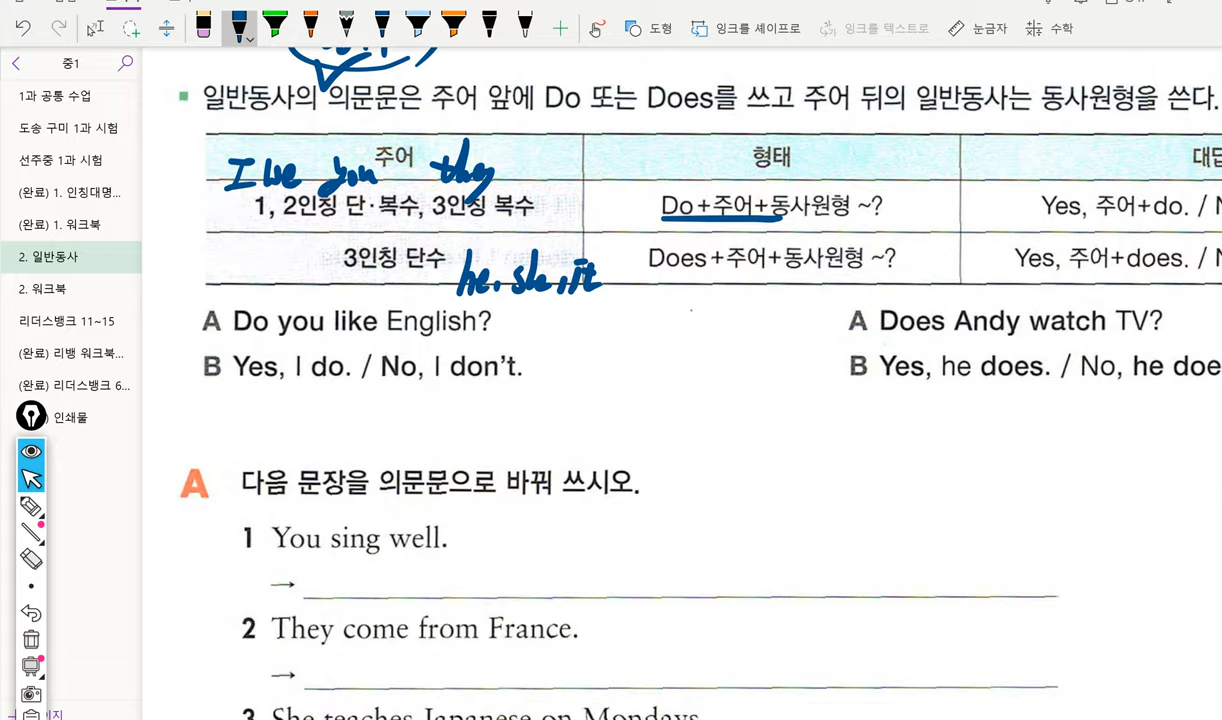 도형
잉크를 셰이프로
잉크를 텍스트로
눈금자
수학
중1
1과 공통 수업
도송 구미 1과 시험
선주중 1과 시험
(완료) 1. 인칭대명...
(완료) 1. 워크북
2. 일반동사
2. 워크북
리더스뱅크 11~15
(완료) 리뱅 워크북...
(완료) 리더스뱅크 6...
인쇄물
일반동사의 의문문은 주어 앞에 Do 또는 Does를 쓰고 주어 뒤의 일반동사는 동사원형을 쓴다.
주어 형태
I we you they
1, 2인칭 단·복수, 3인칭 복수 Do+주어+동사원형 ~? Yes, 주어+do. /
3인칭 단수 Does+주어+동사원형 ~? Yes, 주어+does. /
he, she, it
A Do you like English? A Does Andy watch TV?
B Yes, I do. / No, I don't. B Yes, he does. / No, he doe
A 다음 문장을 의문문으로 바꿔 쓰시오.
1 You sing well.
→
2 They come from France.
→
3 She teaches Japanese on Mondays.